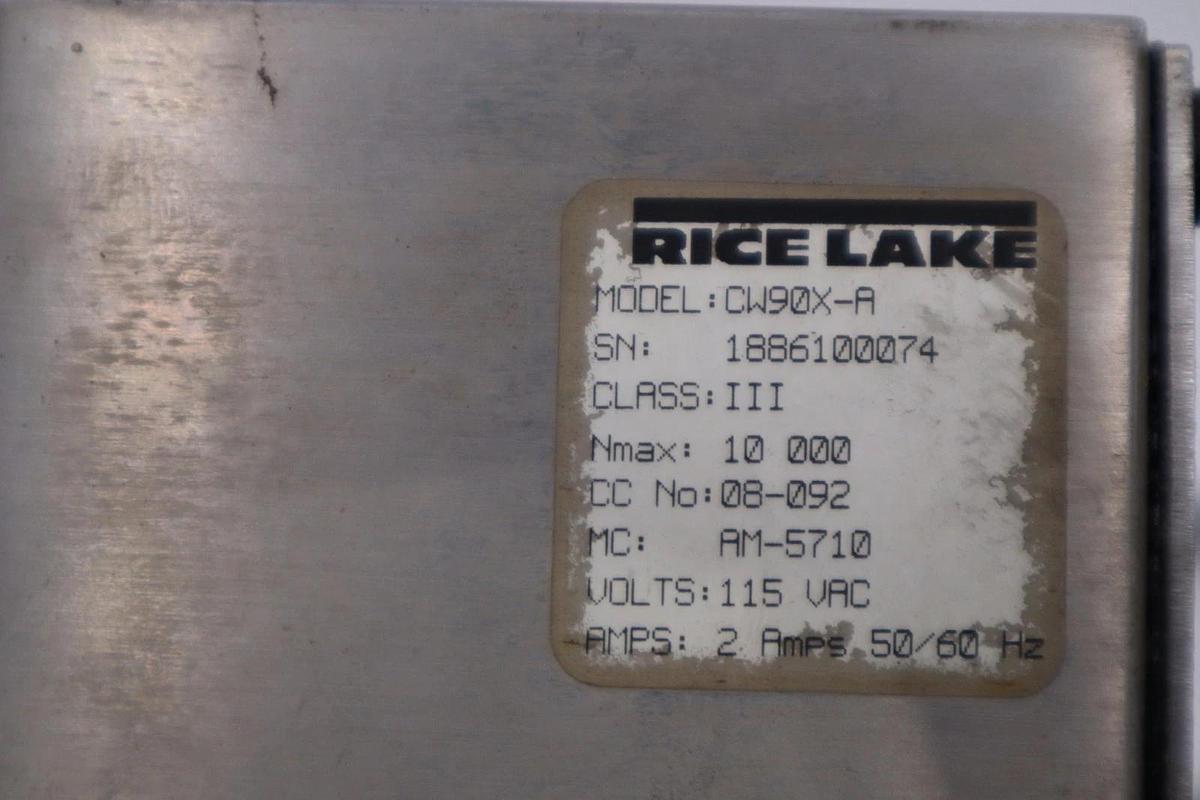 RICE LAKE
MODEL: CW90X-A
SN: 1886100074
CLASS: III
Nmax: 10 000
CC No: 08-092
MC: AM-5710
VOLTS: 115 VAC
AMPS: 2 Amps 50/60 Hz